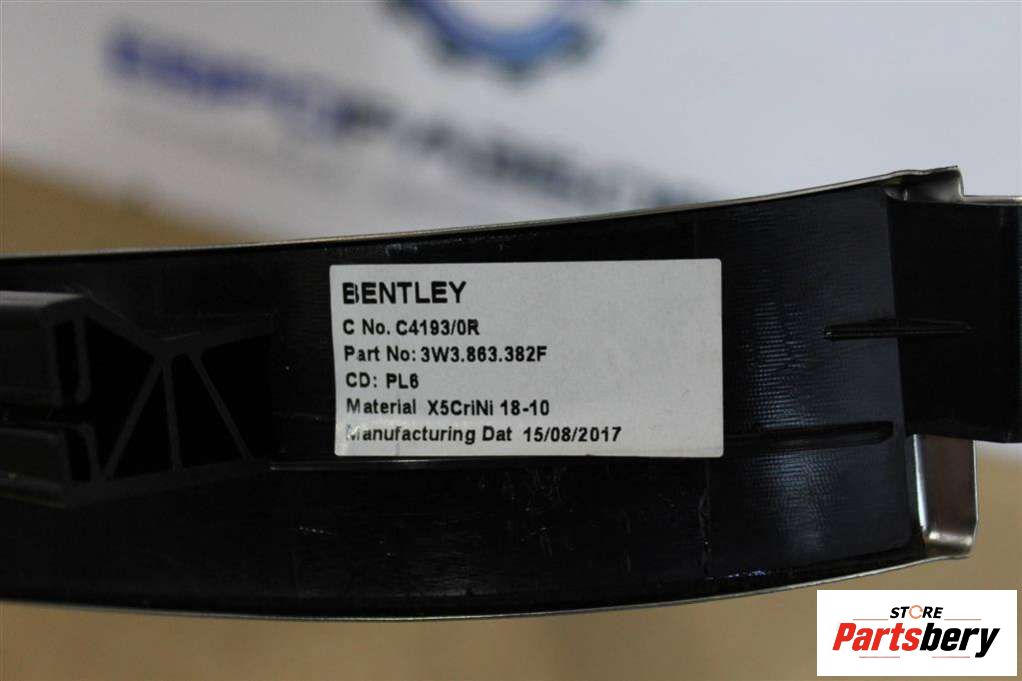 BENTLEY
C No. C4193/0R
Part No: 3W3.863.382F
CD: PL6
Material X5CriNi 18-10
Manufacturing Dat 15/08/2017
STORE
Partsbery